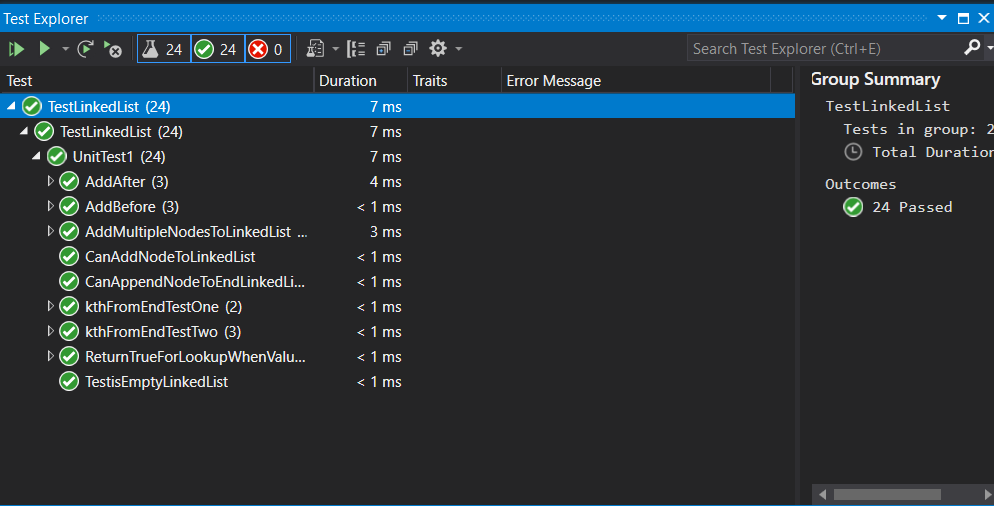 Test Explorer
24 24 0
Search Test Explorer (Ctrl+E)
Test Duration Traits Error Message
TestLinkedList (24) 7 ms
TestLinkedList (24) 7 ms
UnitTest1 (24) 7 ms
AddAfter (3) 4 ms
AddBefore (3) < 1 ms
AddMultipleNodesToLinkedList ... 3 ms
CanAddNodeToLinkedList < 1 ms
CanAppendNodeToEndLinkedLi... < 1 ms
kthFromEndTestOne (2) < 1 ms
kthFromEndTestTwo (3) < 1 ms
ReturnTrueForLookupWhenValu... < 1 ms
TestisEmptyLinkedList < 1 ms
Group Summary
TestLinkedList
Tests in group: 2
Total Duration
Outcomes
24 Passed